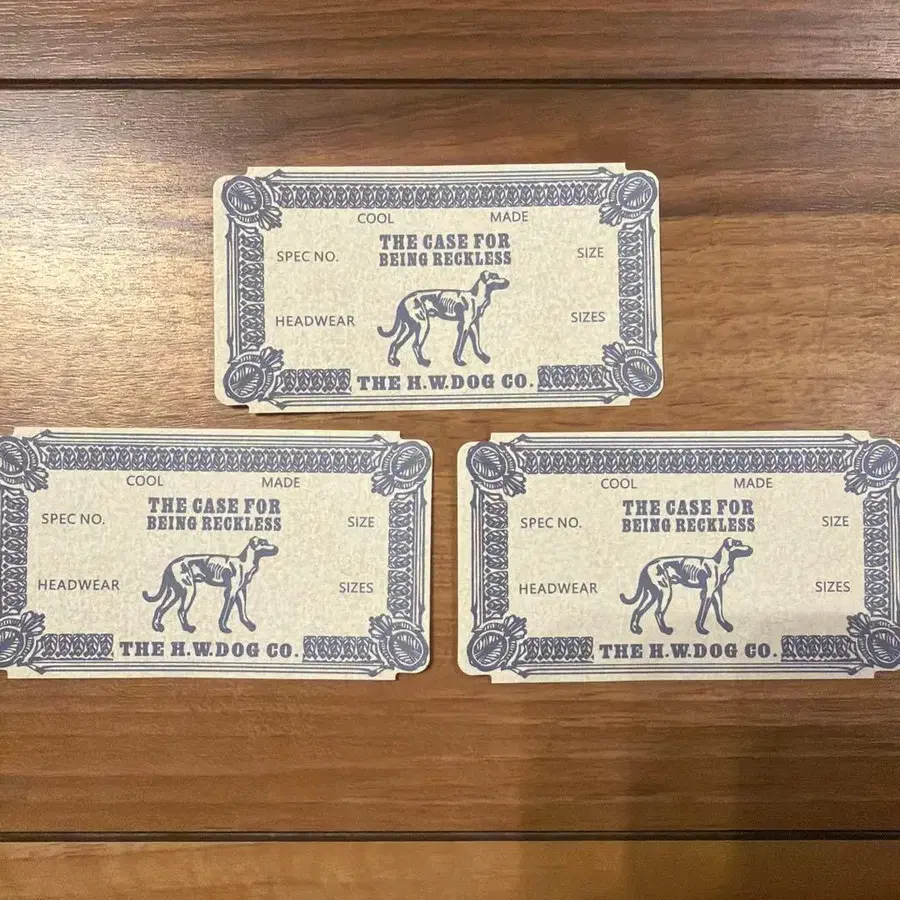 COOL MADE
THE CASE FOR
SPEC NO. SIZE
BEING RECKLESS
HEADWEAR SIZES
THE H.W.DOG CO.
COOL MADE
THE CASE FOR
SPEC NO. SIZE
BEING RECKLESS
HEADWEAR SIZES
THE H.W.DOG CO.
COOL MADE
THE CASE FOR
SPEC NO. SIZE
BEING RECKLESS
HEADWEAR SIZES
THE H.W.DOG CO.